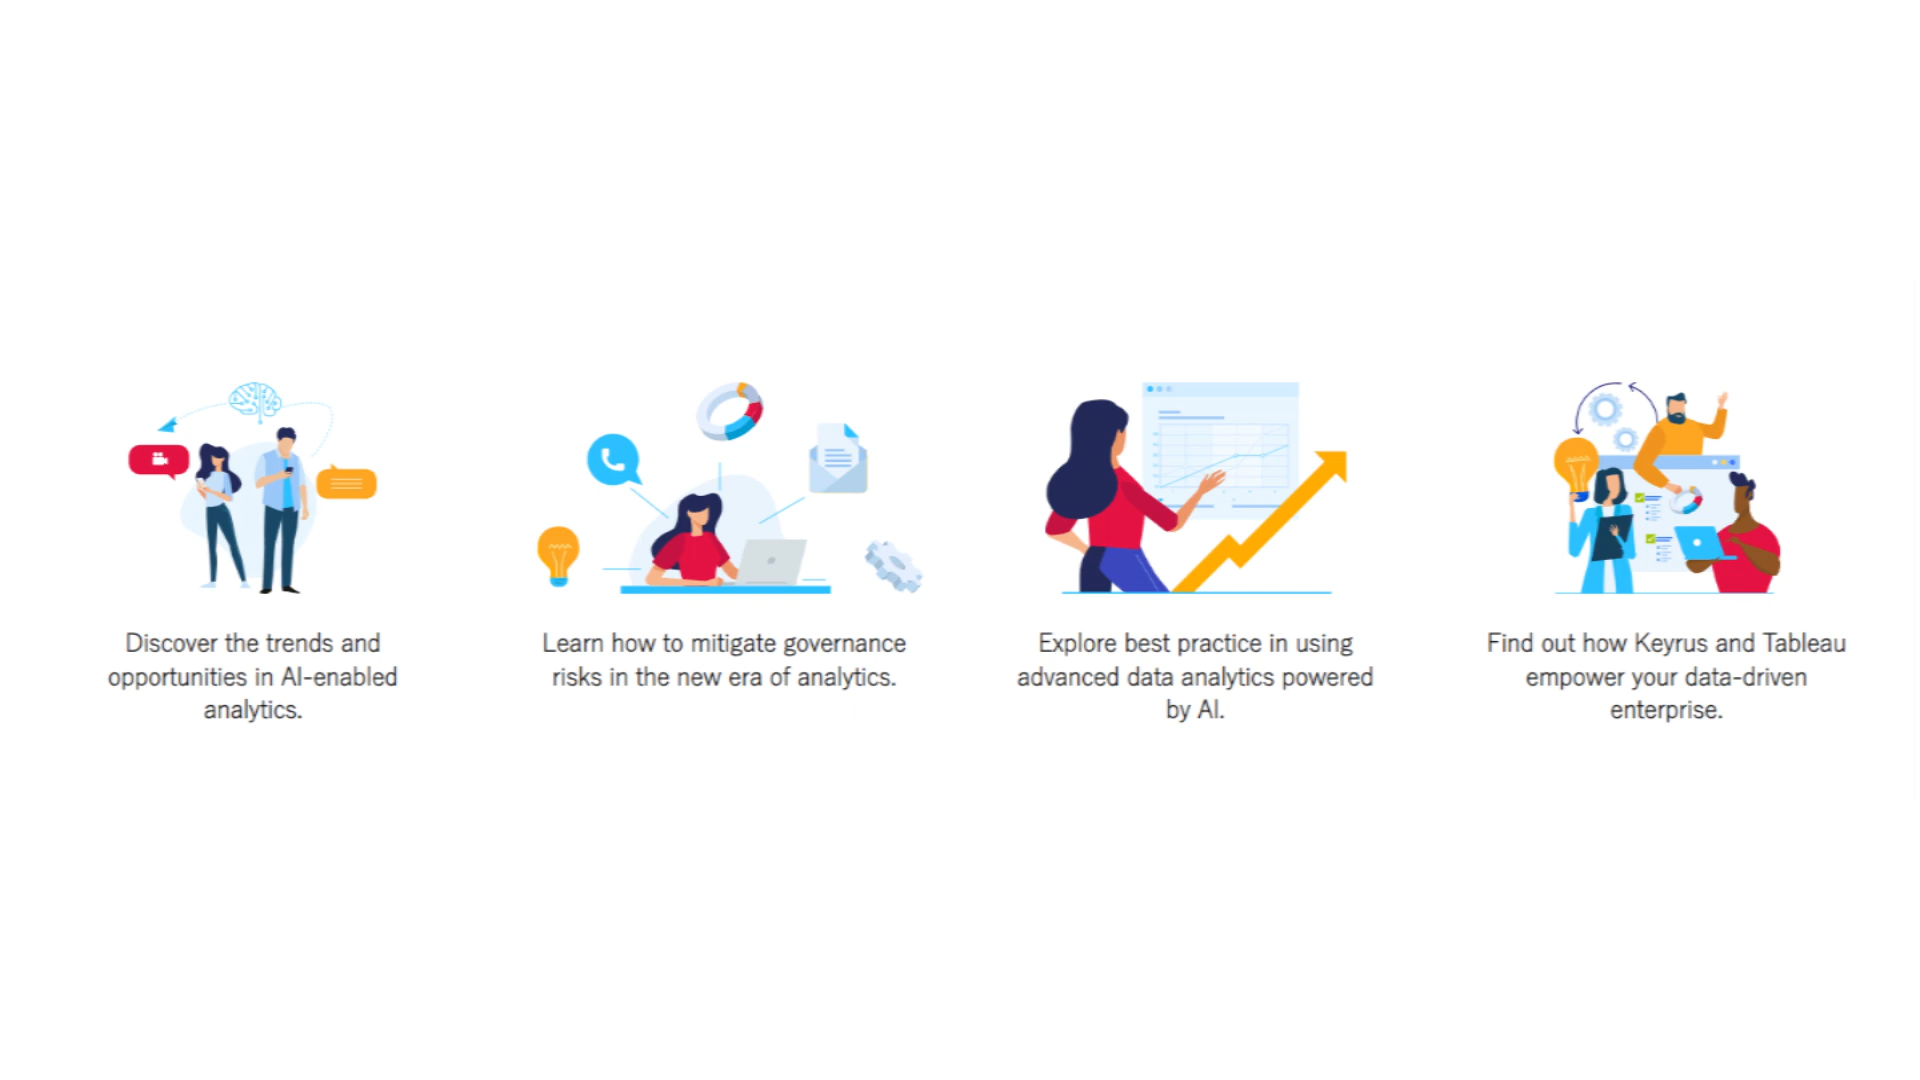 Discover the trends and
opportunities in AI-enabled
analytics.
Learn how to mitigate governance
risks in the new era of analytics.
Explore best practice in using
advanced data analytics powered
by AI.
Find out how Keyrus and Tableau
empower your data-driven
enterprise.